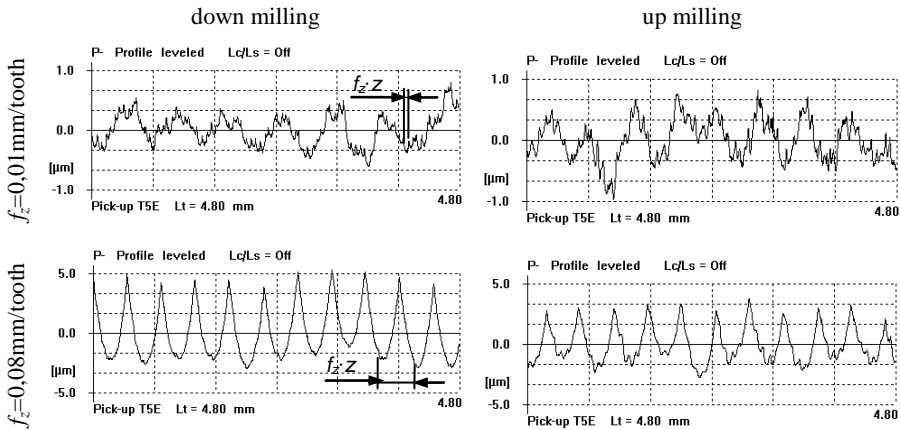 down milling
up milling
fz=0,01mm/tooth
P- Profile leveled Lc/Ls = Off
1.0
0.0
[µm]
-1.0
fz·z
4.80
Pick-up T5E Lt = 4.80 mm
P- Profile leveled Lc/Ls = Off
1.0
0.0
[µm]
-1.0
4.80
Pick-up T5E Lt = 4.80 mm
fz=0,08mm/tooth
P- Profile leveled Lc/Ls = Off
5.0
0.0
[µm]
-5.0
fz·z
4.80
Pick-up T5E Lt = 4.80 mm
P- Profile leveled Lc/Ls = Off
5.0
0.0
[µm]
-5.0
4.80
Pick-up T5E Lt = 4.80 mm